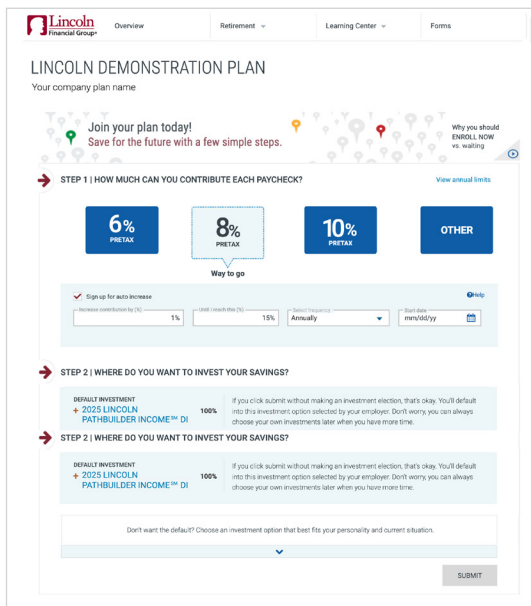 Lincoln
Financial Group®
Overview
Retirement
Learning Center
Forms
LINCOLN DEMONSTRATION PLAN
Your company plan name
Join your plan today!
Save for the future with a few simple steps.
Why you should
ENROLL NOW
vs. waiting
STEP 1 | HOW MUCH CAN YOU CONTRIBUTE EACH PAYCHECK?
View annual limits
6%
PRETAX
8%
PRETAX
10%
PRETAX
OTHER
Way to go
Sign up for auto increase
Help
Increase contribution by (%)
1%
Until I reach this (%)
15%
Select frequency
Annually
Start date
mm/dd/yy
STEP 2 | WHERE DO YOU WANT TO INVEST YOUR SAVINGS?
DEFAULT INVESTMENT
+ 2025 LINCOLN
PATHBUILDER INCOME℠ DI
100%
If you click submit without making an investment election, that's okay. You'll default
into this investment option selected by your employer. Don't worry, you can always
choose your own investments later when you have more time.
STEP 2 | WHERE DO YOU WANT TO INVEST YOUR SAVINGS?
DEFAULT INVESTMENT
+ 2025 LINCOLN
PATHBUILDER INCOME℠ DI
100%
If you click submit without making an investment election, that's okay. You'll default
into this investment option selected by your employer. Don't worry, you can always
choose your own investments later when you have more time.
Don't want the default? Choose an investment option that best fits your personality and current situation.
SUBMIT